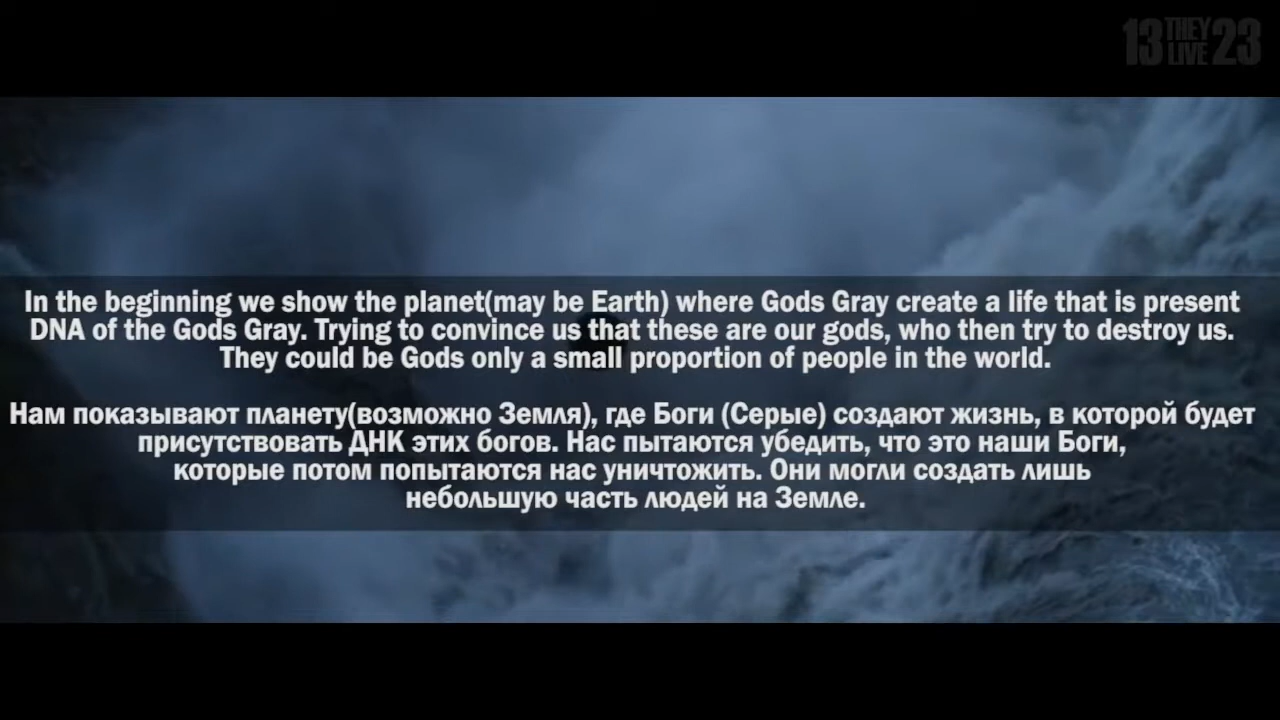 13 THEY LIVE 23
In the beginning we show the planet(may be Earth) where Gods Gray create a life that is present
DNA of the Gods Gray. Trying to convince us that these are our gods, who then try to destroy us.
They could be Gods only a small proportion of people in the world.
Нам показывают планету(возможно Земля), где Боги (Серые) создают жизнь, в которой будет
присутствовать ДНК этих богов. Нас пытаются убедить, что это наши Боги,
которые потом попытаются нас уничтожить. Они могли создать лишь
небольшую часть людей на Земле.